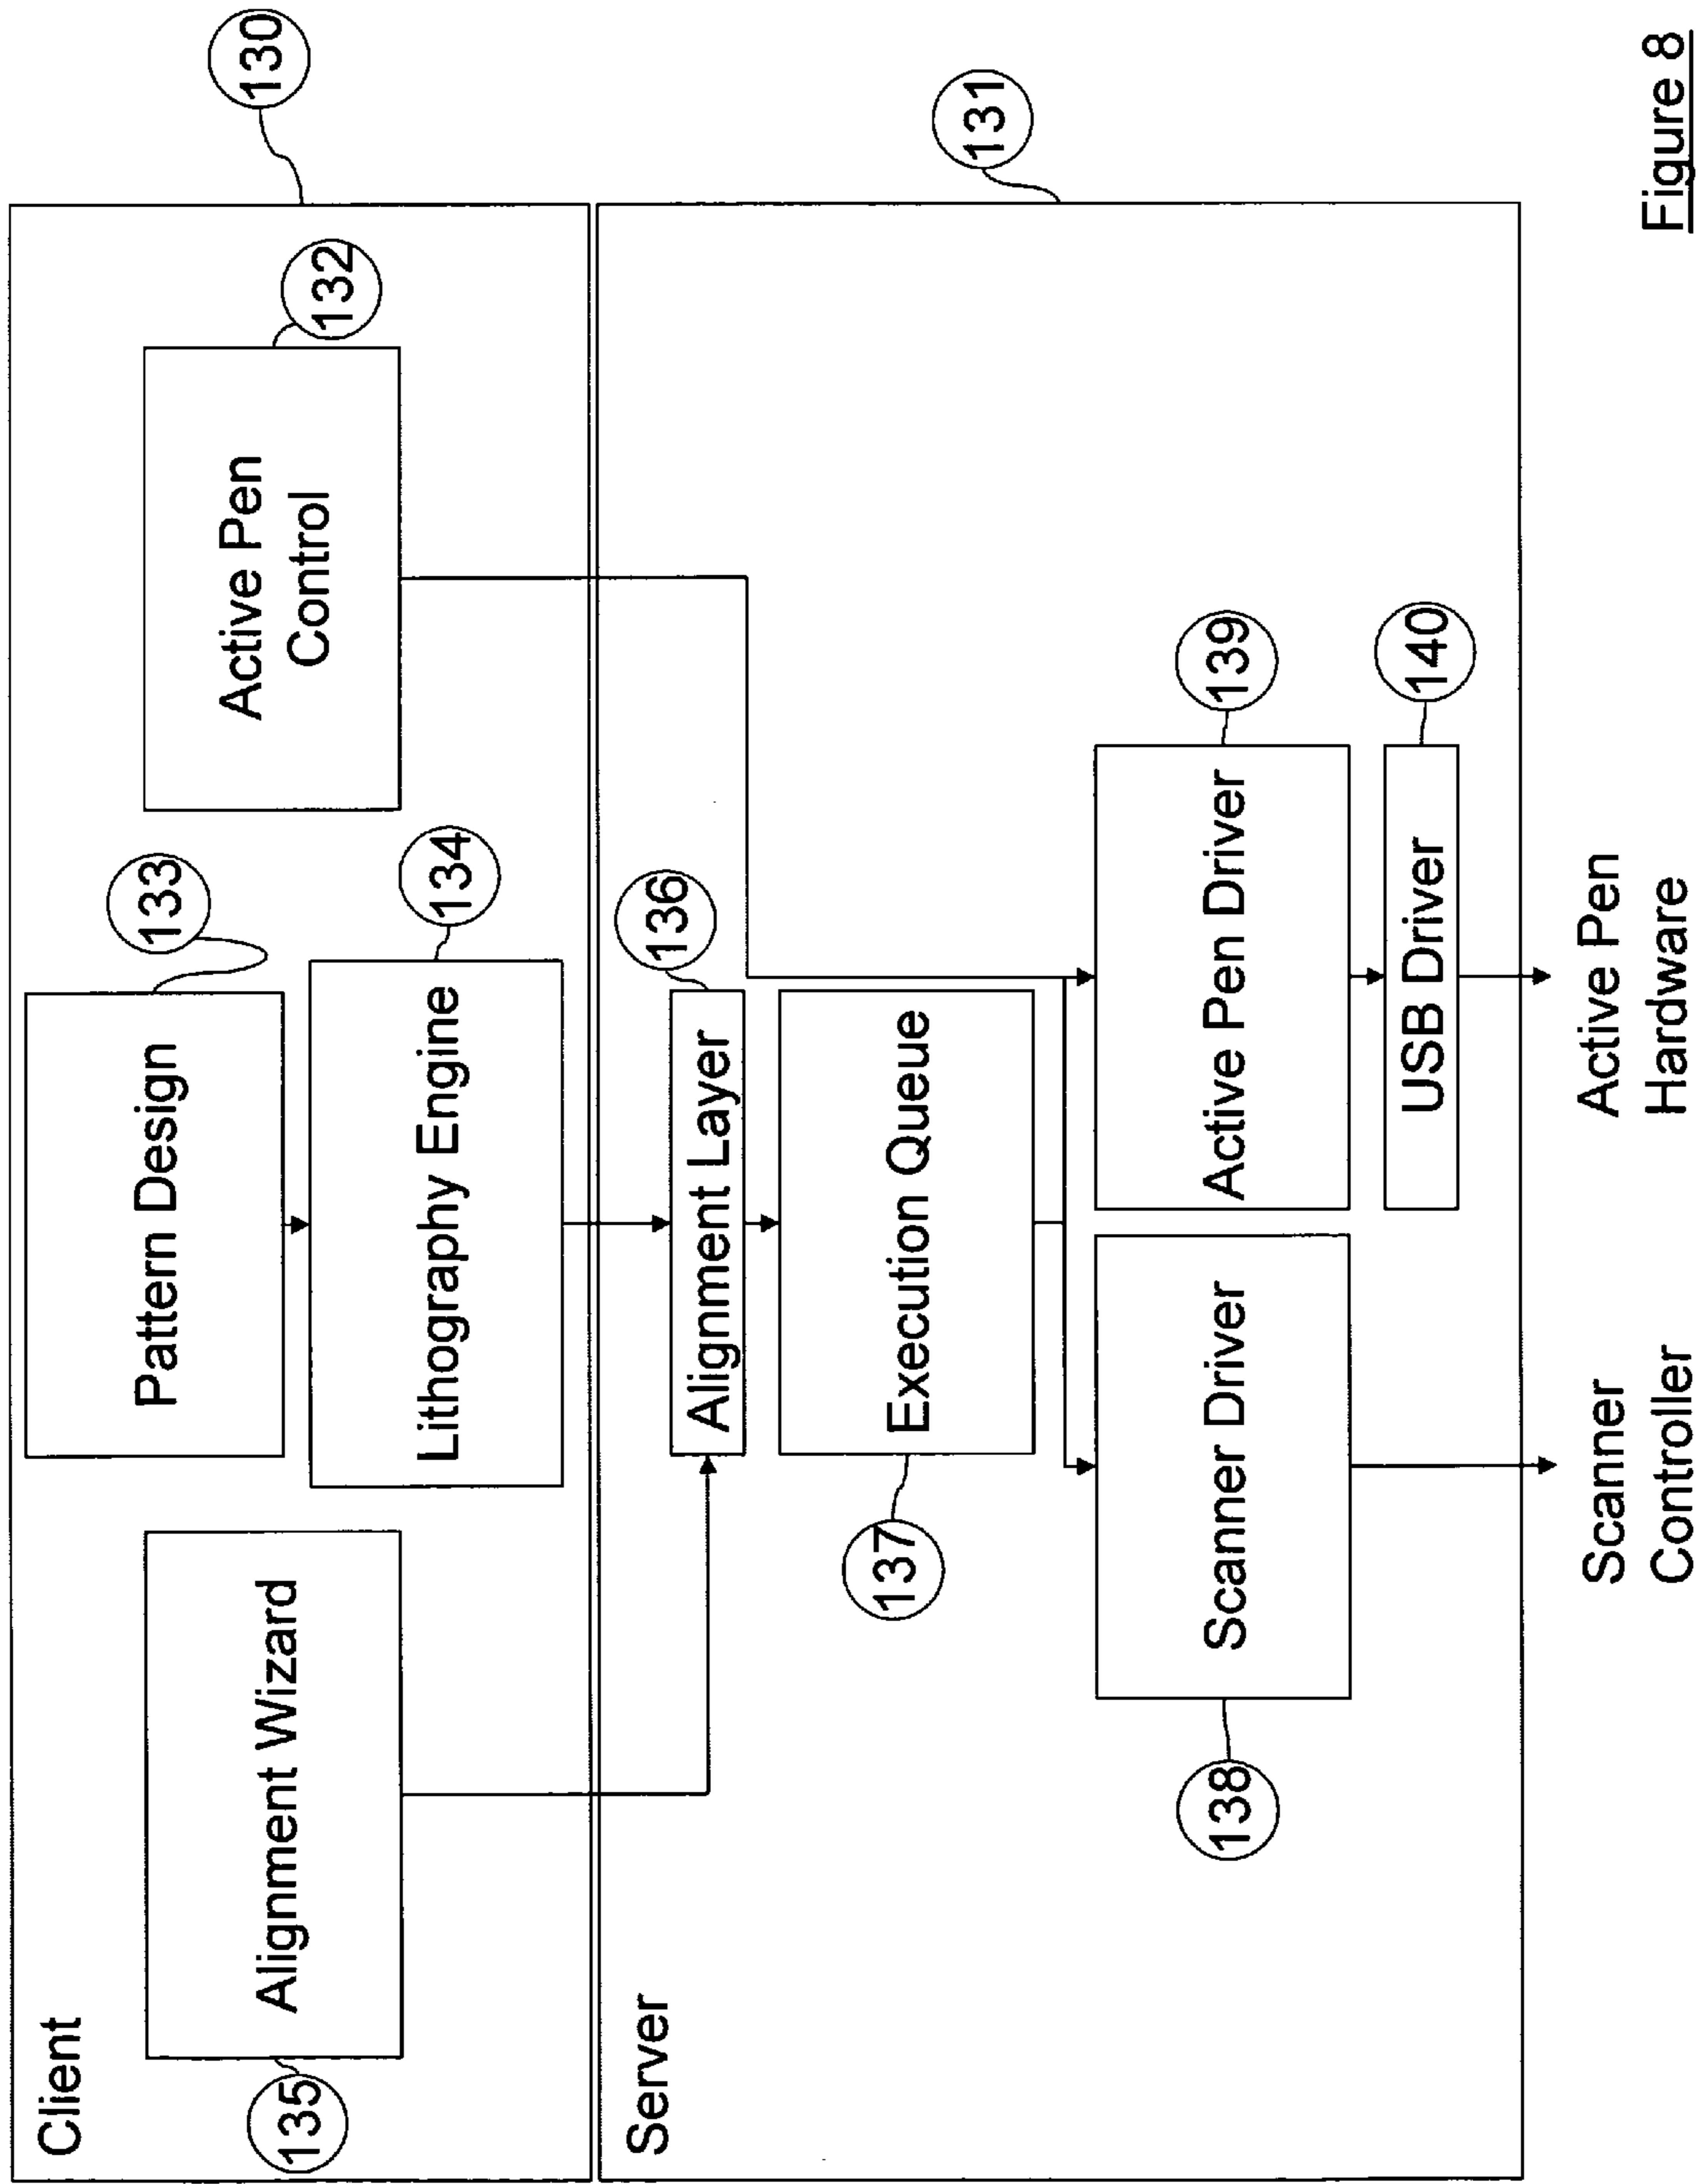 Client
130
Pattern Design
133
Alignment Wizard
135
Active Pen
Control
132
Lithography Engine
134
Server
131
Alignment Layer
136
Execution Queue
137
Scanner Driver
138
Active Pen Driver
139
USB Driver
140
Scanner
Controller
Active Pen
Hardware
Figure 8